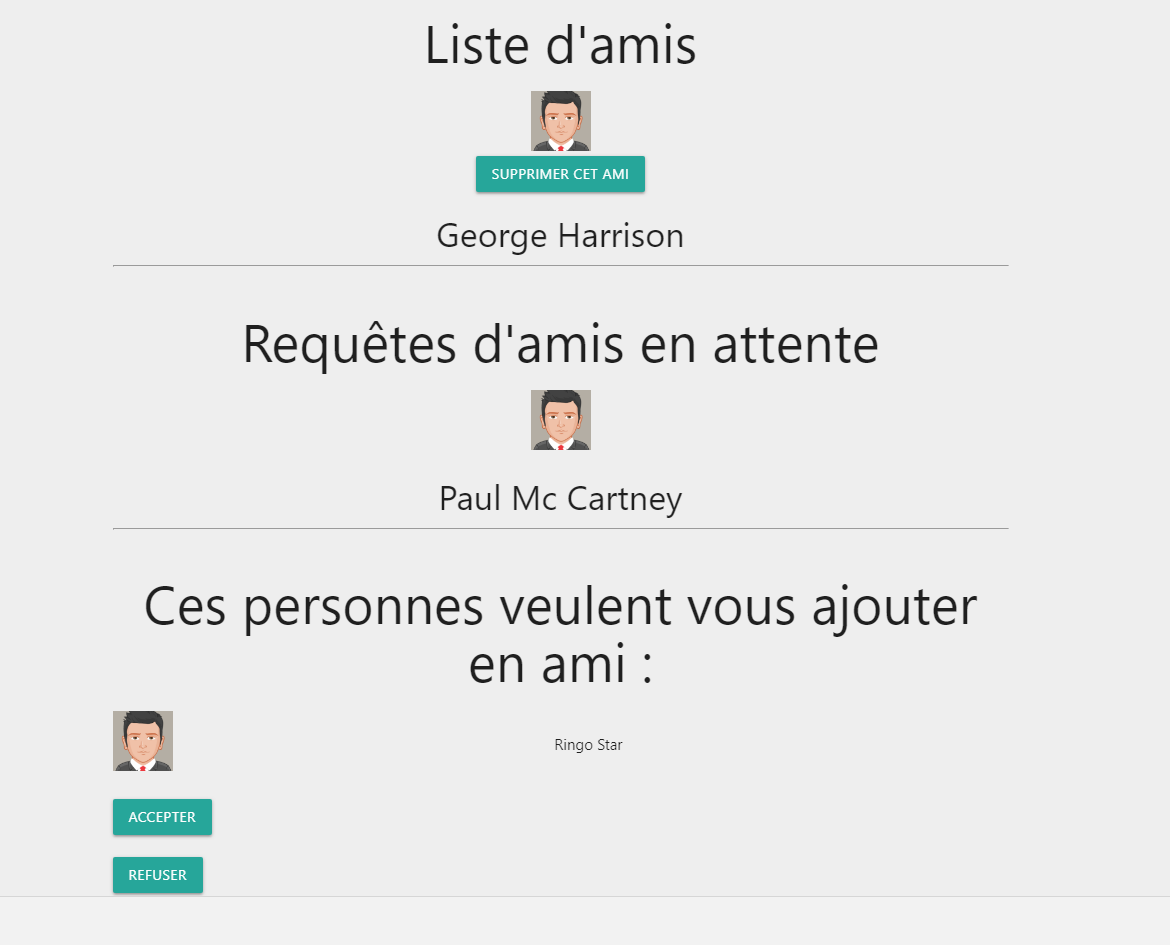 Liste d'amis
SUPPRIMER CET AMI
George Harrison
Requêtes d'amis en attente
Paul Mc Cartney
Ces personnes veulent vous ajouter
en ami :
Ringo Star
ACCEPTER
REFUSER